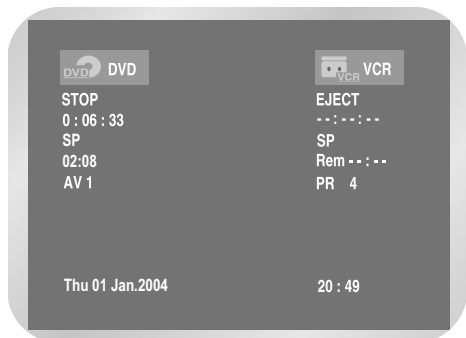 DVD DVD
STOP
0 : 06 : 33
SP
02:08
AV 1
VCR VCR
EJECT
- - : - - : - -
SP
Rem - - : - -
PR 4
Thu 01 Jan.2004
20 : 49